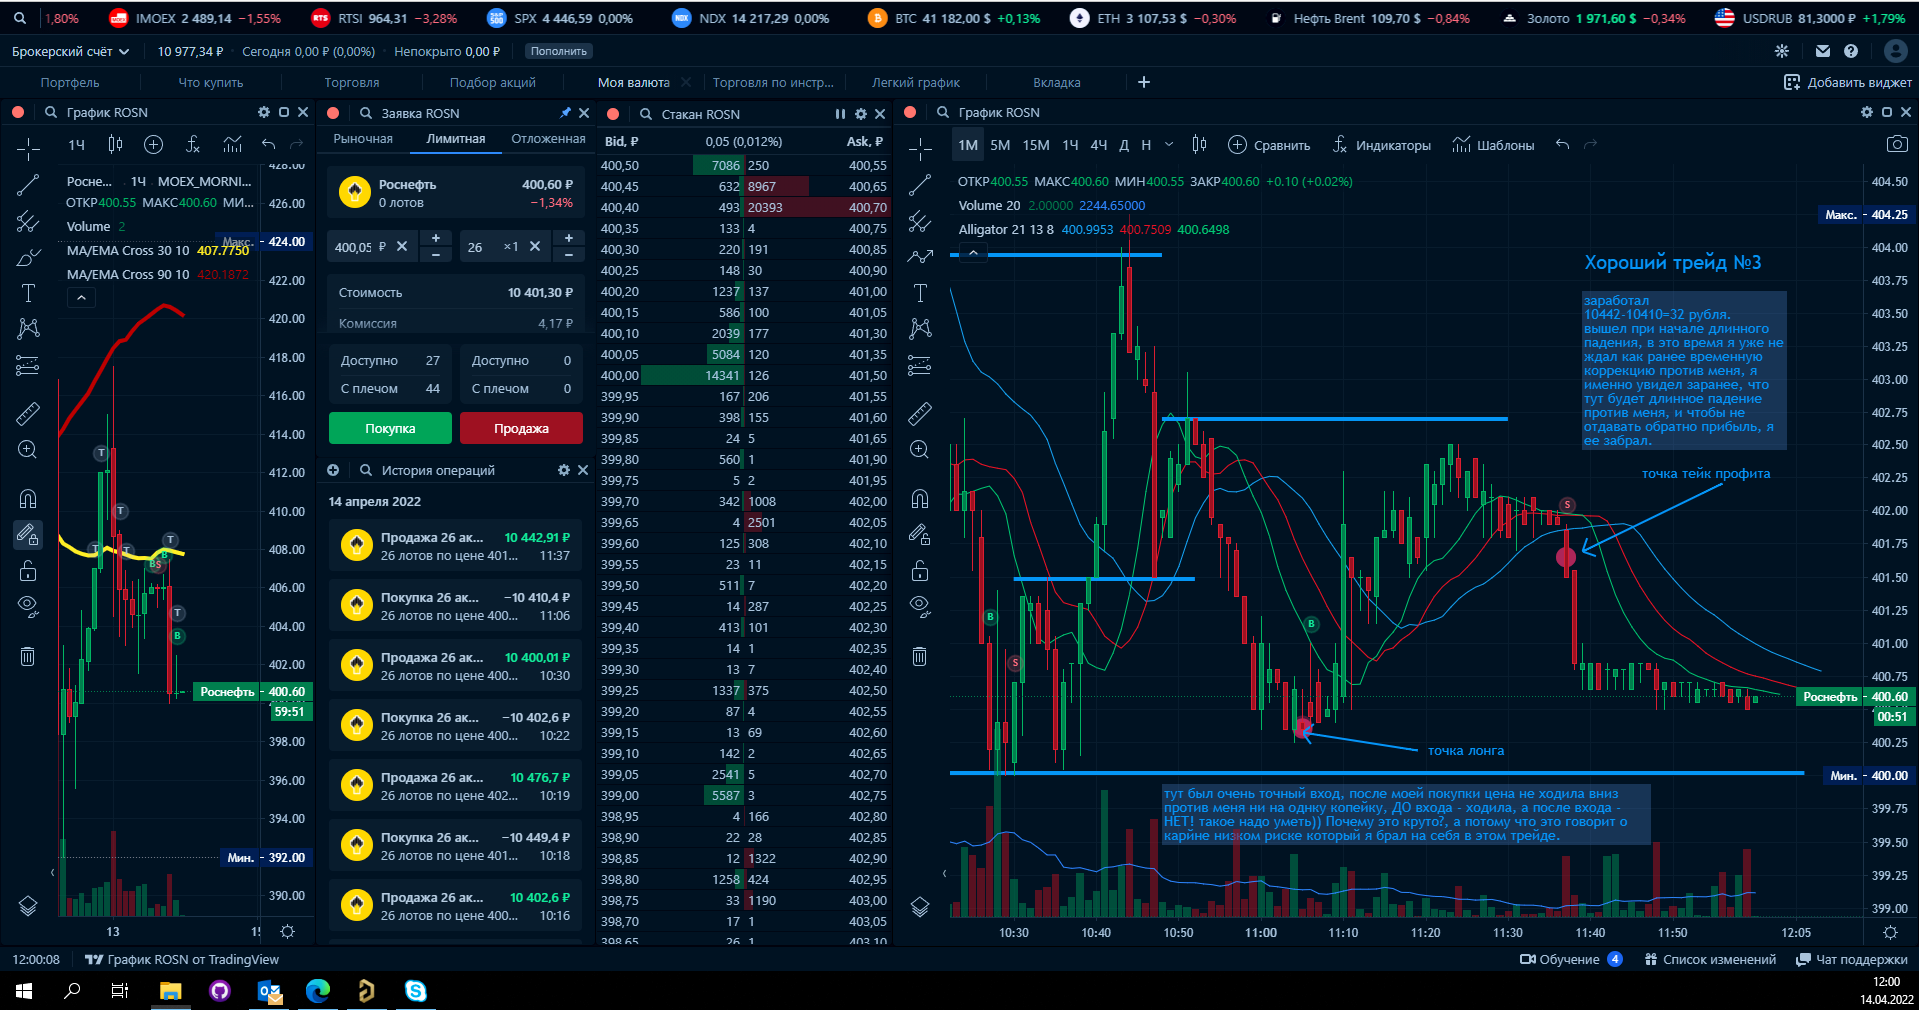 1,80% IMOEX 2 489,14 −1,55% RTSI 964,31 −3,28% SPX 4 446,59 0,00% NDX 14 217,29 0,00% BTC 41 182,00 $ +0,13% ETH 3 107,53 $ −0,30% Нефть Brent 109,70 $ −0,84% Золото 1 971,60 $ −0,34% USDRUB 81,3000 ₽ +1,79%
Брокерский счёт 10 977,34 ₽ · Сегодня 0,00 ₽ (0,00%) · Непокрыто 0,00 ₽ Пополнить
Портфель Что купить Торговля Подбор акций Моя валюта Торговля по инстр... Легкий график Вкладка Добавить виджет
График ROSN
1Ч
Росне... · 1Ч · MOEX_MORNI...
ОТКР400.55 МАКС400.60 МИ...
Volume 2
MA/EMA Cross 30 10 407.7750
MA/EMA Cross 90 10 420.1872
428.00
426.00
Макс. 424.00
422.00
420.00
418.00
416.00
414.00
412.00
410.00
408.00
406.00
404.00
402.00
Роснефть 400.60
59:51
398.00
396.00
394.00
Мин. 392.00
390.00
13
Заявка ROSN
Рыночная Лимитная Отложенная
Роснефть 400,60 ₽
0 лотов −1,34%
400,05 ₽ 26 ×1
Стоимость 10 401,30 ₽
Комиссия 4,17 ₽
Доступно 27 Доступно 0
С плечом 44 С плечом 0
Покупка Продажа
История операций
14 апреля 2022
Продажа 26 ак... 10 442,91 ₽
26 лотов по цене 401... 11:37
Покупка 26 ак... −10 410,4 ₽
26 лотов по цене 400... 11:06
Продажа 26 ак... 10 400,01 ₽
26 лотов по цене 400... 10:30
Покупка 26 ак... −10 402,6 ₽
26 лотов по цене 400... 10:22
Продажа 26 ак... 10 476,7 ₽
26 лотов по цене 402... 10:19
Покупка 26 ак... −10 449,4 ₽
26 лотов по цене 401... 10:18
Продажа 26 ак... 10 402,6 ₽
26 лотов по цене 400... 10:16
Стакан ROSN
Bid, ₽ 0,05 (0,012%) Ask, ₽
400,50 7086 250 400,55
400,45 632 8967 400,65
400,40 493 20393 400,70
400,35 133 4 400,75
400,30 220 191 400,85
400,25 148 30 400,90
400,20 1237 137 401,00
400,15 586 100 401,05
400,10 2039 177 401,30
400,05 5084 120 401,35
400,00 14341 126 401,50
399,95 167 206 401,55
399,90 398 155 401,60
399,85 24 5 401,65
399,80 560 1 401,90
399,75 5 2 401,95
399,70 342 1008 402,00
399,65 4 2501 402,05
399,60 125 308 402,10
399,55 23 11 402,15
399,50 511 7 402,20
399,45 14 287 402,25
399,40 413 101 402,30
399,35 14 1 402,35
399,30 13 7 402,40
399,25 1337 375 402,50
399,20 87 4 402,55
399,15 13 69 402,60
399,10 142 2 402,65
399,05 2541 5 402,70
399,00 5587 3 402,75
398,95 4 166 402,80
398,90 22 28 402,85
398,85 12 1322 402,90
398,80 1258 424 402,95
398,75 33 1190 403,00
398,70 17 1 403,05
398,65 26 1 403,10
График ROSN
1М 5М 15М 1Ч 4Ч Д Н Сравнить Индикаторы Шаблоны
ОТКР400.55 МАКС400.60 МИН400.55 ЗАКР400.60 +0.10 (+0.02%)
Volume 20 2.00000 2244.65000
Alligator 21 13 8 400.9953 400.7509 400.6498
Хороший трейд №3
заработал
10442-10410=32 рубля.
вышел при начале длинного
падения, в это время я уже не
ждал как ранее временную
коррекцию против меня, я
именно увидел заранее, что
тут будет длинное падение
против меня, и чтобы не
отдавать обратно прибыль, я
ее забрал.
точка тейк профита
точка лонга
тут был очень точный вход, после моей покупки цена не ходила вниз
против меня ни на однку копейку, ДО входа - ходила, а после входа -
НЕТ! такое надо уметь)) Почему это круто?, а потому что это говорит о
карйне низком риске который я брал на себя в этом трейде.
404.50
Макс. 404.25
404.00
403.75
403.50
403.25
403.00
402.75
402.50
402.25
402.00
401.75
401.50
401.25
401.00
400.75
Роснефть 400.60
00:51
400.25
Мин. 400.00
399.75
399.50
399.25
399.00
10:30 10:40 10:50 11:00 11:10 11:20 11:30 11:40 11:50 12:05
12:00:08 График ROSN от TradingView Обучение 4 Список изменений Чат поддержки
12:00
14.04.2022